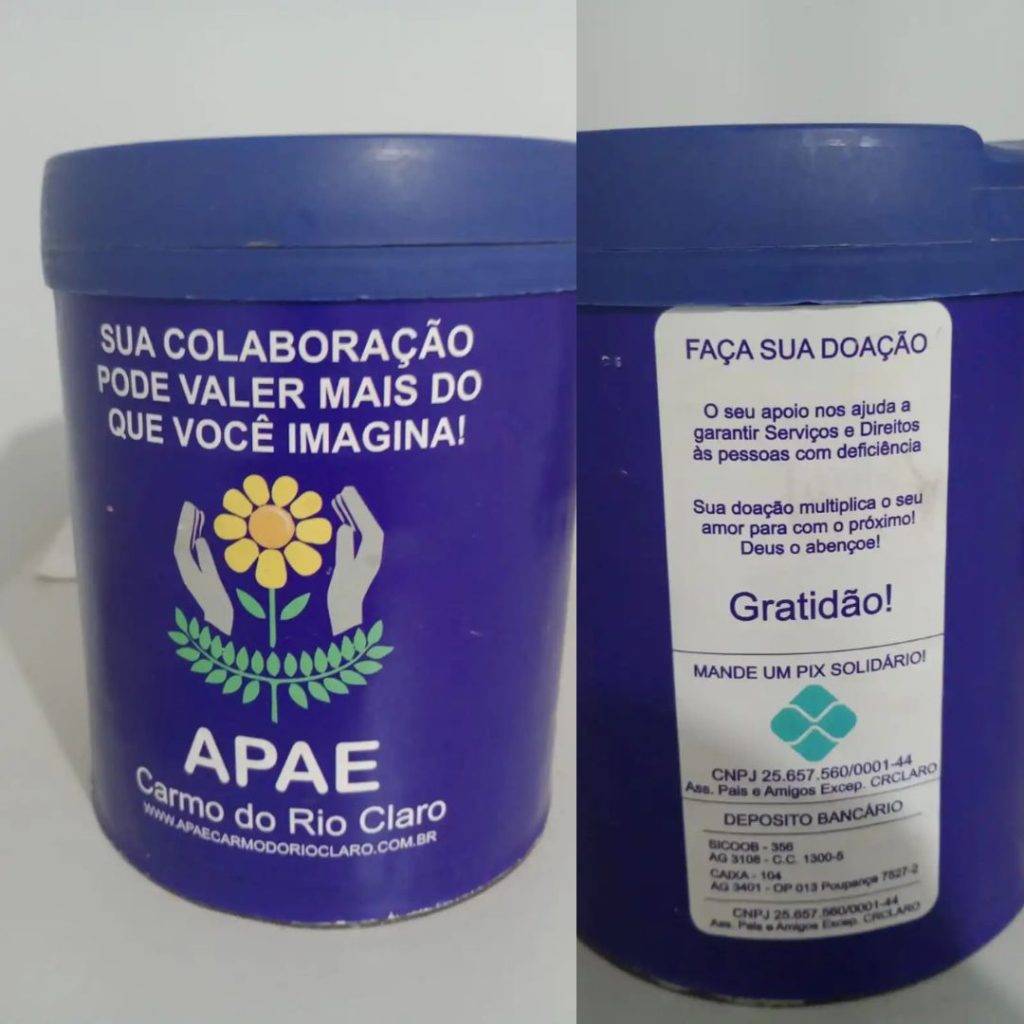 SUA COLABORAÇÃO
PODE VALER MAIS DO
QUE VOCÊ IMAGINA!
APAE
Carmo do Rio Claro
WWW.APAECARMODORIOCLARO.COM.BR
FAÇA SUA DOAÇÃO
O seu apoio nos ajuda a
garantir Serviços e Direitos
às pessoas com deficiência
Sua doação multiplica o seu
amor para com o próximo!
Deus o abençoe!
Gratidão!
MANDE UM PIX SOLIDÁRIO!
CNPJ 25.657.560/0001-44
Ass. Pais e Amigos Excep. CRCLARO
DEPOSITO BANCÁRIO
SICOOB - 356
AG 3108 - C.C. 1300-5
CAIXA - 104
AG 3401 - OP 013 Poupança 7527-2
CNPJ 25.657.560/0001-44
Ass. Pais e Amigos Excep. CRCLARO